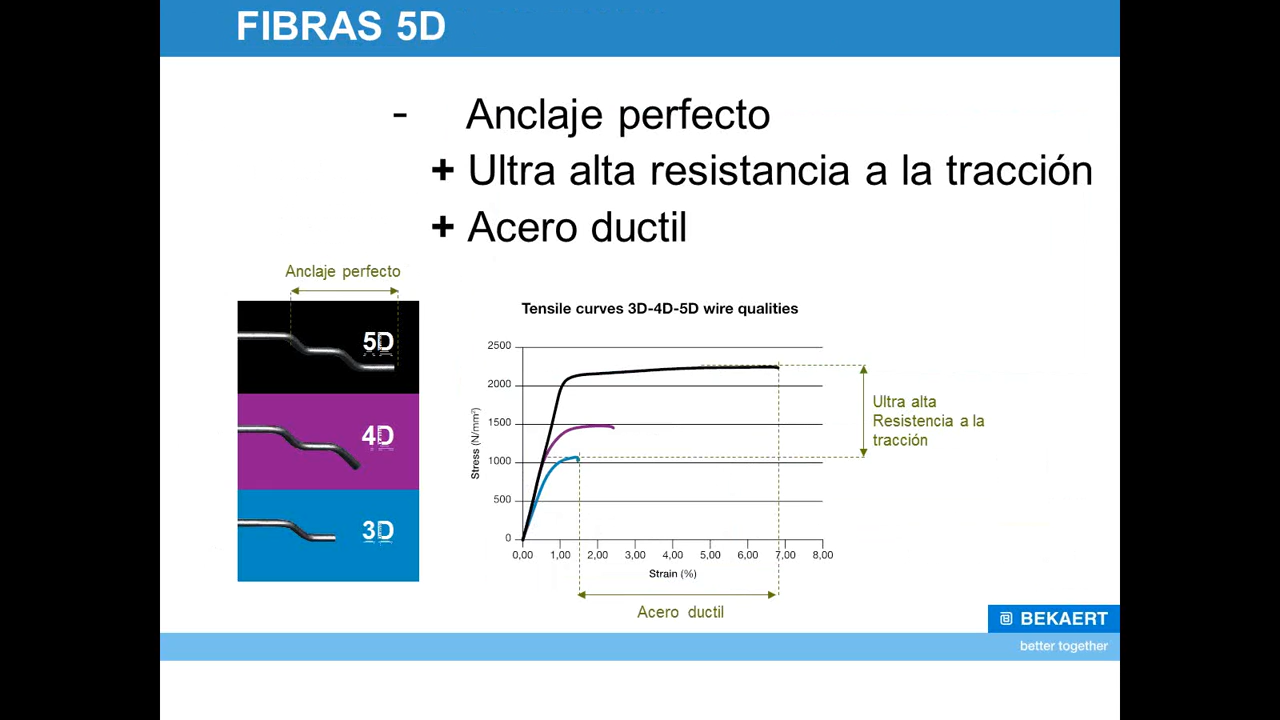 FIBRAS 5D
- Anclaje perfecto
+ Ultra alta resistancia a la tracción
+ Acero ductil
Anclaje perfecto
5D
4D
3D
Tensile curves 3D-4D-5D wire qualities
Stress (N/mm²)
2500
2000
1500
1000
500
0
0,00 1,00 2,00 3,00 4,00 5,00 6,00 7,00 8,00
Strain (%)
Ultra alta
Resistencia a la
tracción
Acero ductil
BEKAERT
better together